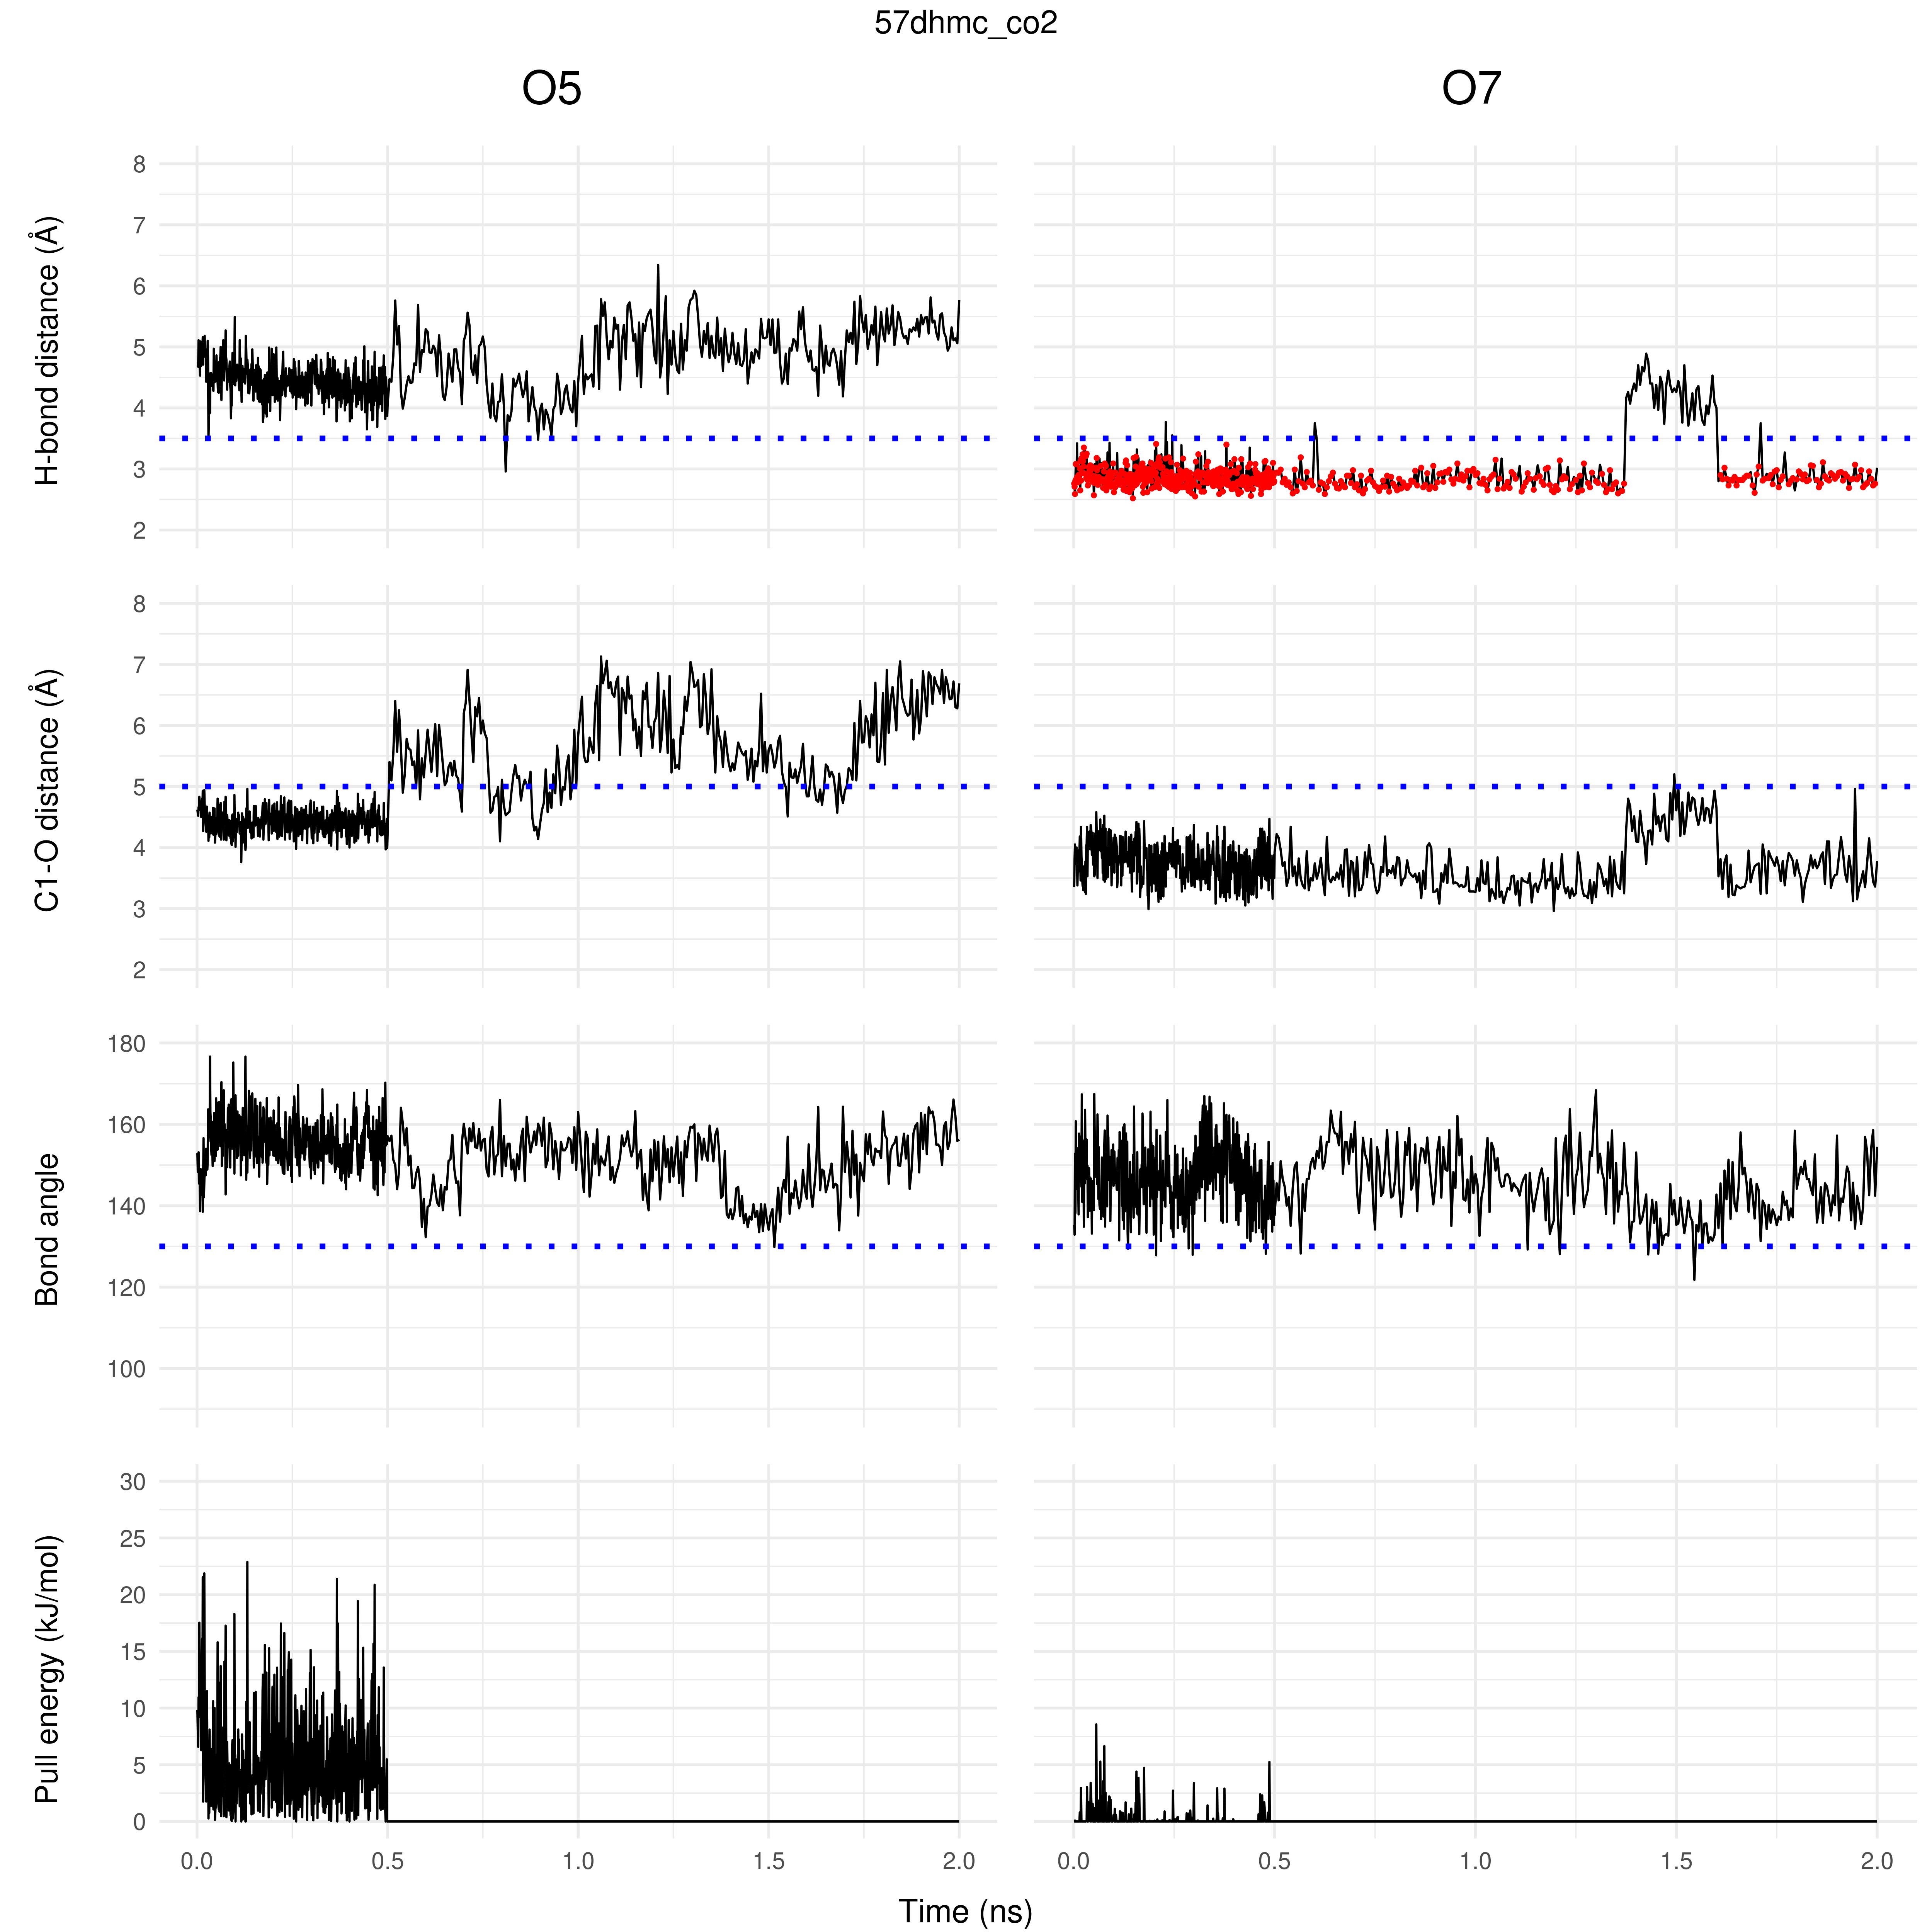 57dhmc_co2
O5
O7
H-bond distance (Å)
8
7
6
5
4
3
2
C1-O distance (Å)
8
7
6
5
4
3
2
Bond angle
180
160
140
120
100
Pull energy (kJ/mol)
30
25
20
15
10
5
0
0.0 0.5 1.0 1.5 2.0
0.0 0.5 1.0 1.5 2.0
Time (ns)